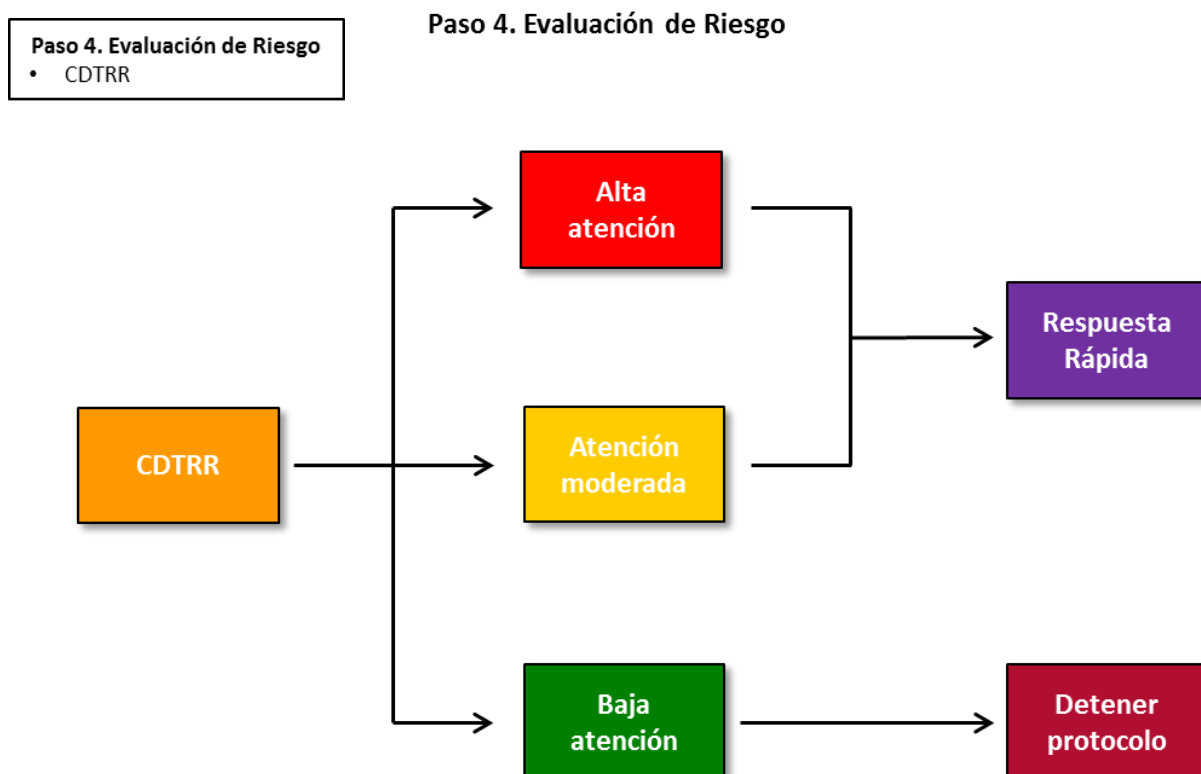 Paso 4. Evaluación de Riesgo
Paso 4. Evaluación de Riesgo
• CDTRR
Alta
atención
Respuesta
Rápida
CDTRR
Atención
moderada
Baja
atención
Detener
protocolo